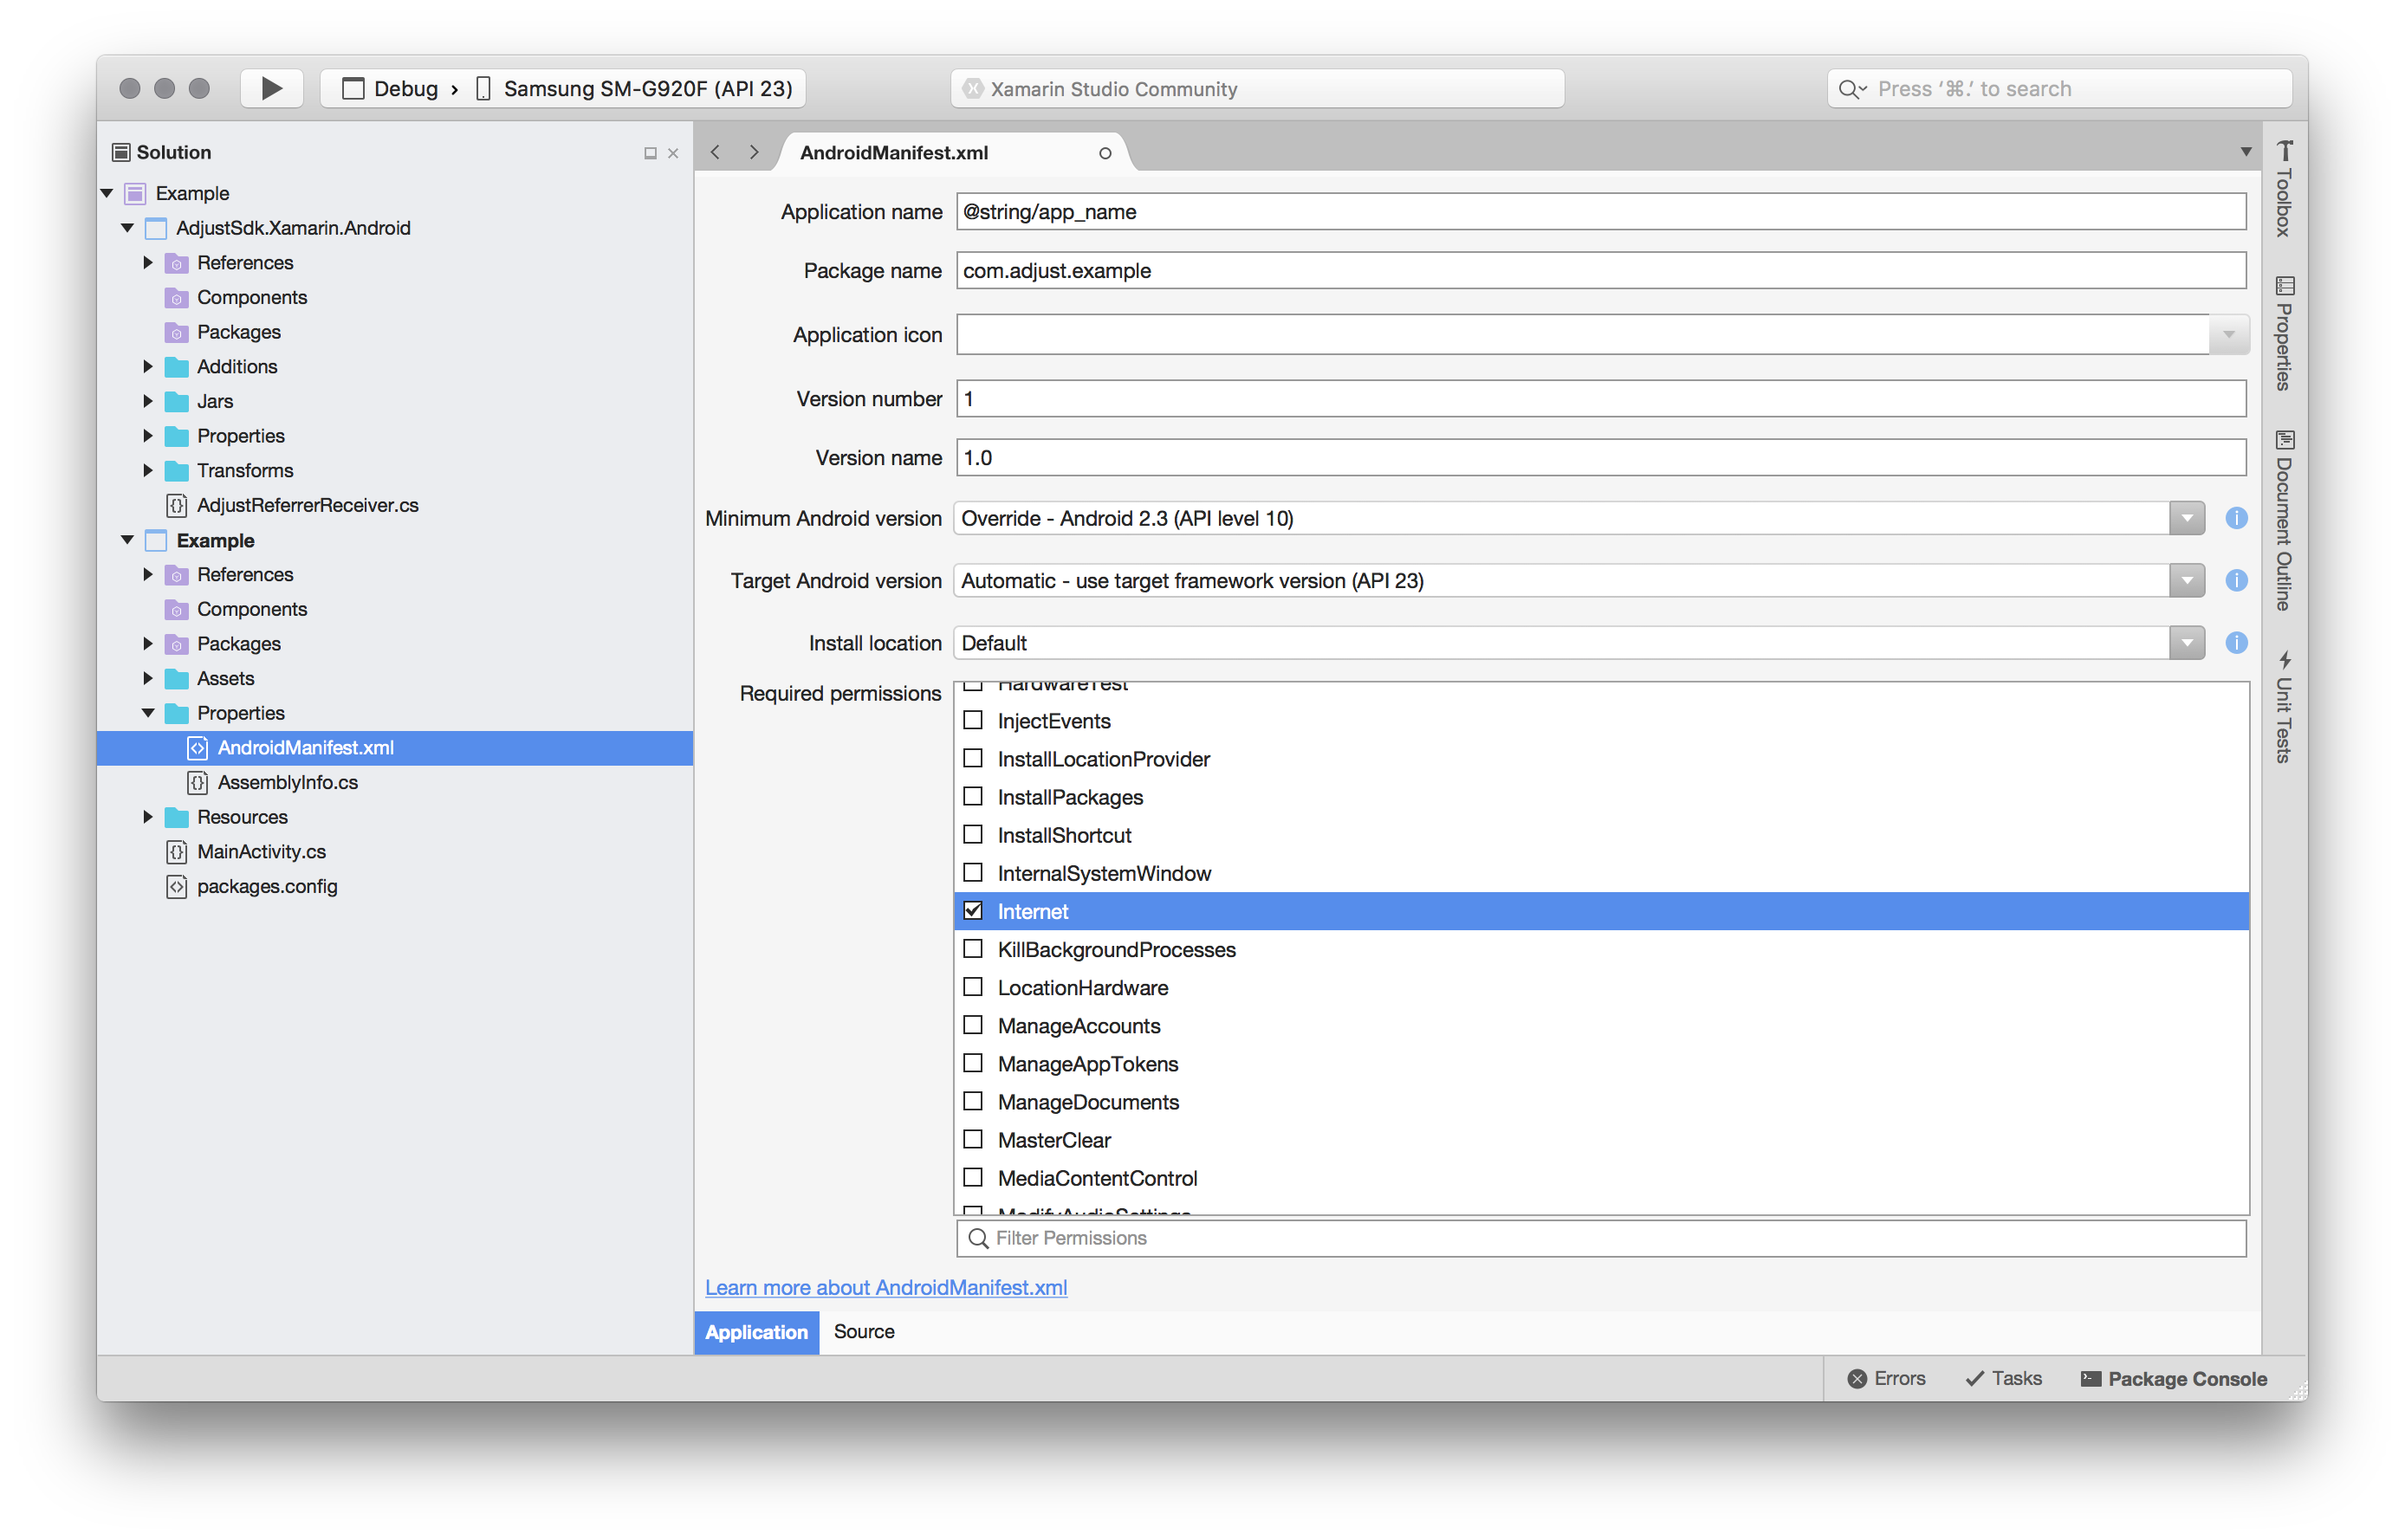 Debug › Samsung SM-G920F (API 23)
Xamarin Studio Community
Press ‘⌘.’ to search
Solution
Example
AdjustSdk.Xamarin.Android
References
Components
Packages
Additions
Jars
Properties
Transforms
AdjustReferrerReceiver.cs
Example
References
Components
Packages
Assets
Properties
AndroidManifest.xml
AssemblyInfo.cs
Resources
MainActivity.cs
packages.config
AndroidManifest.xml
Application name @string/app_name
Package name com.adjust.example
Application icon
Version number 1
Version name 1.0
Minimum Android version Override - Android 2.3 (API level 10)
Target Android version Automatic - use target framework version (API 23)
Install location Default
Required permissions
HardwareTest
InjectEvents
InstallLocationProvider
InstallPackages
InstallShortcut
InternalSystemWindow
Internet
KillBackgroundProcesses
LocationHardware
ManageAccounts
ManageAppTokens
ManageDocuments
MasterClear
MediaContentControl
ModifyAudioSettings
Filter Permissions
Learn more about AndroidManifest.xml
Application Source
Toolbox
Properties
Document Outline
Unit Tests
Errors Tasks Package Console